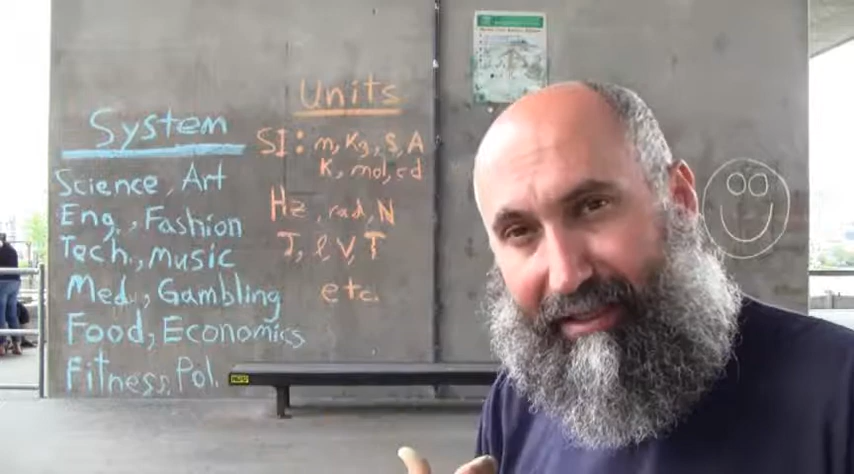 System
Science, Art
Eng., Fashion
Tech., Music
Med., Gambling
Food, Economics
Fitness, Pol.
Units
SI: m, Kg, S, A
K, mol, cd
Hz, rad, N
J, l, V, T
etc.